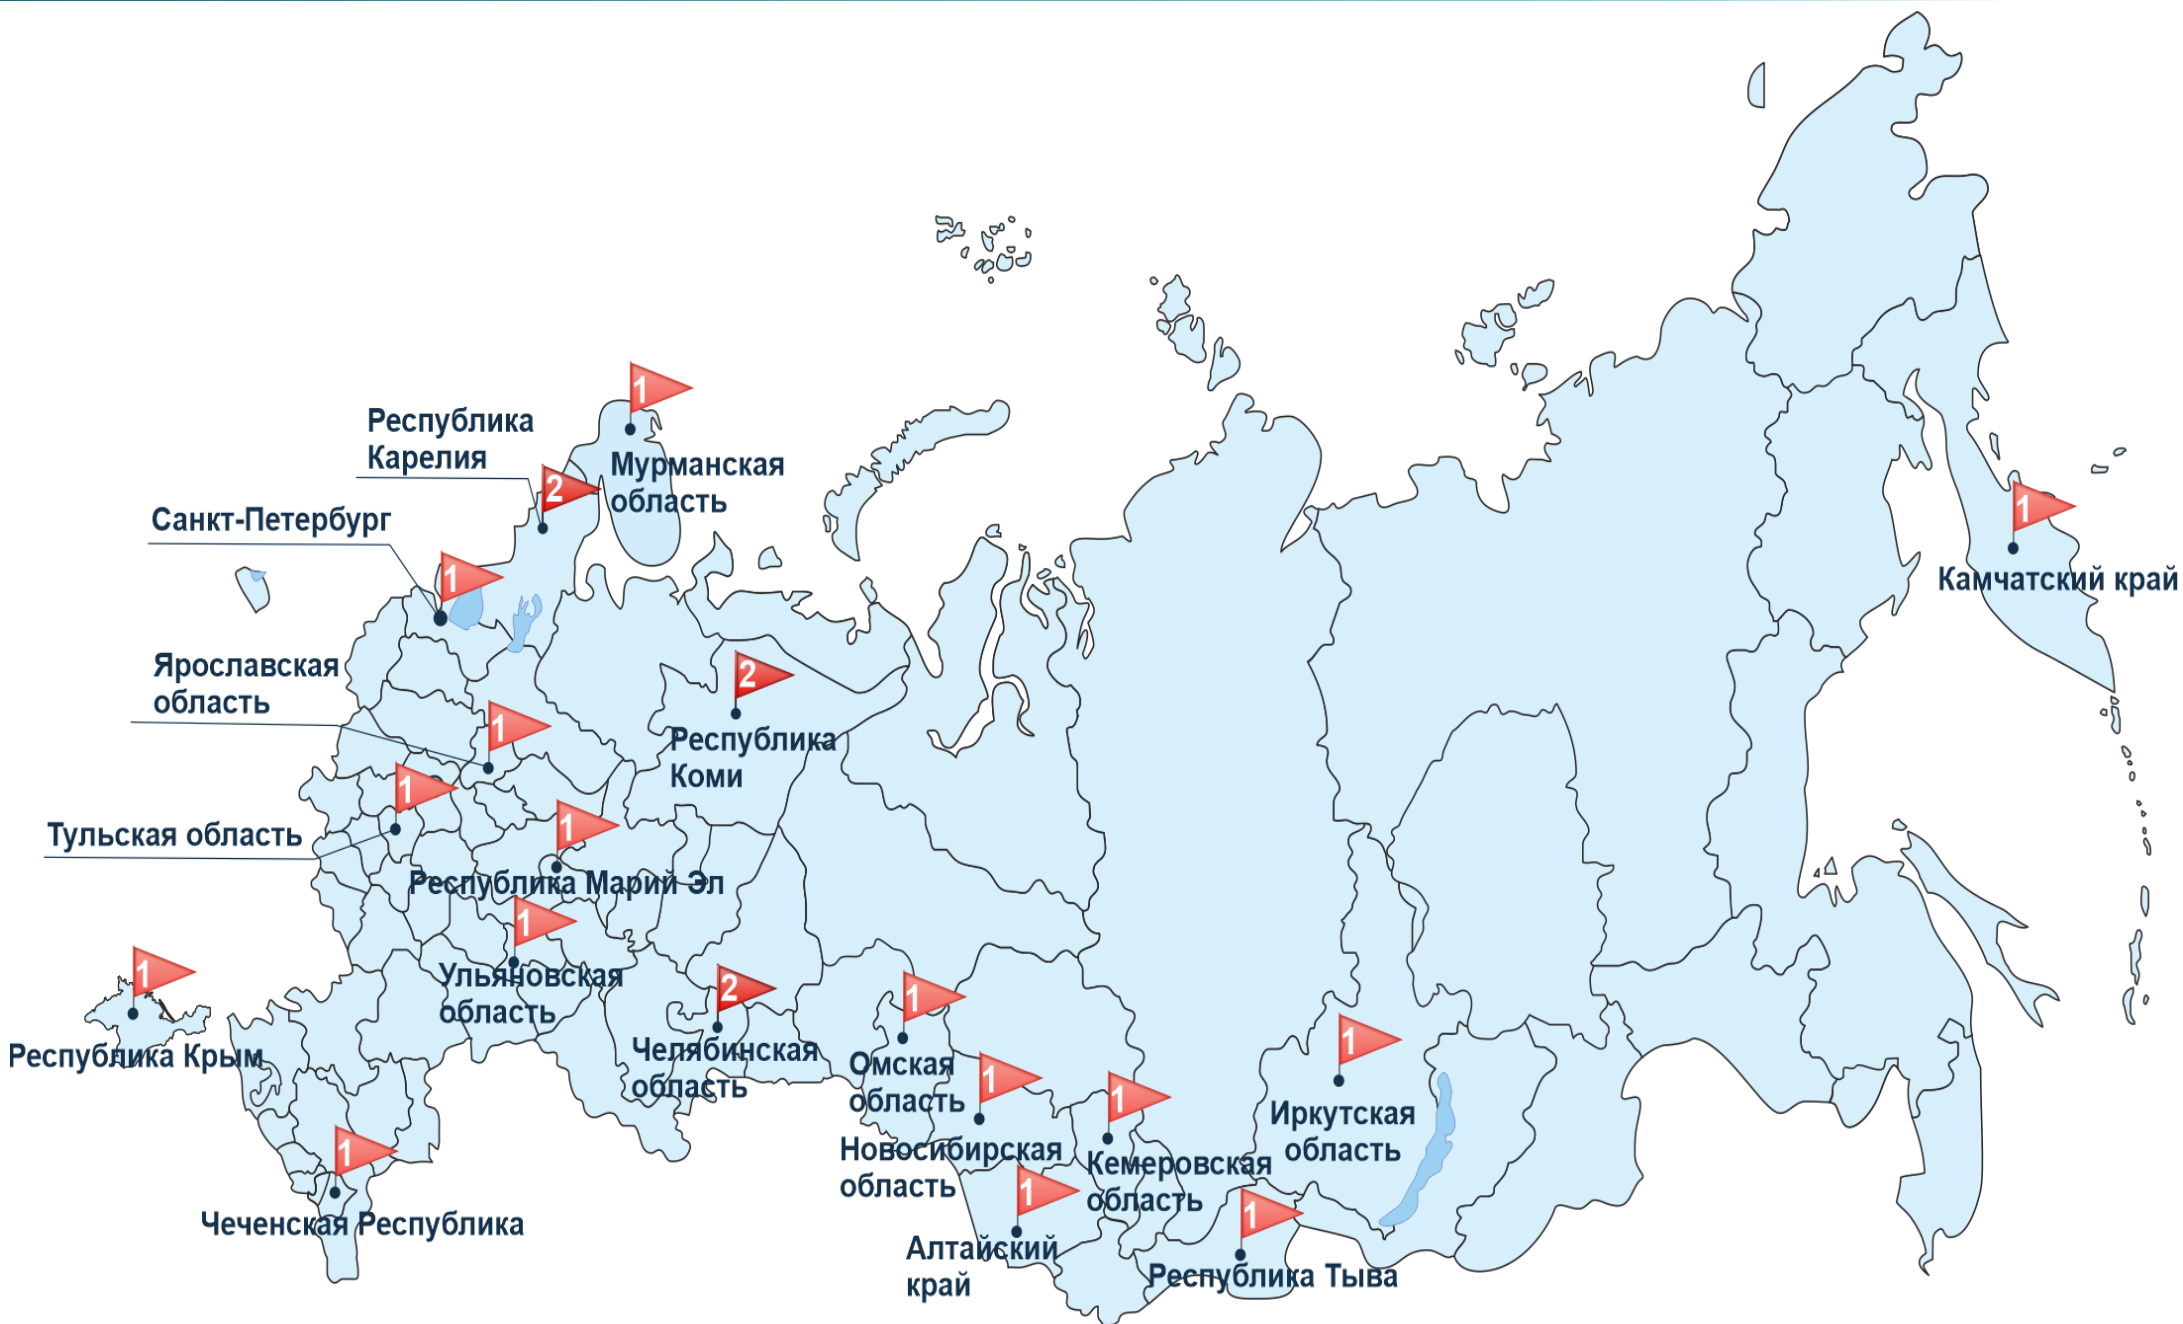 1
Республика
Карелия
Мурманская
область
2
Санкт-Петербург
1
1
Камчатский край
Ярославская
область
2
Республика
Коми
1
1
Тульская область
1
Республика Марий Эл
1
Ульяновская
область
1
Республика Крым
2
Челябинская
область
1
Омская
область
1
Иркутская
область
1
Новосибирская
область
1
Кемеровская
область
1
Чеченская Республика
1
Алтайский
край
1
Республика Тыва